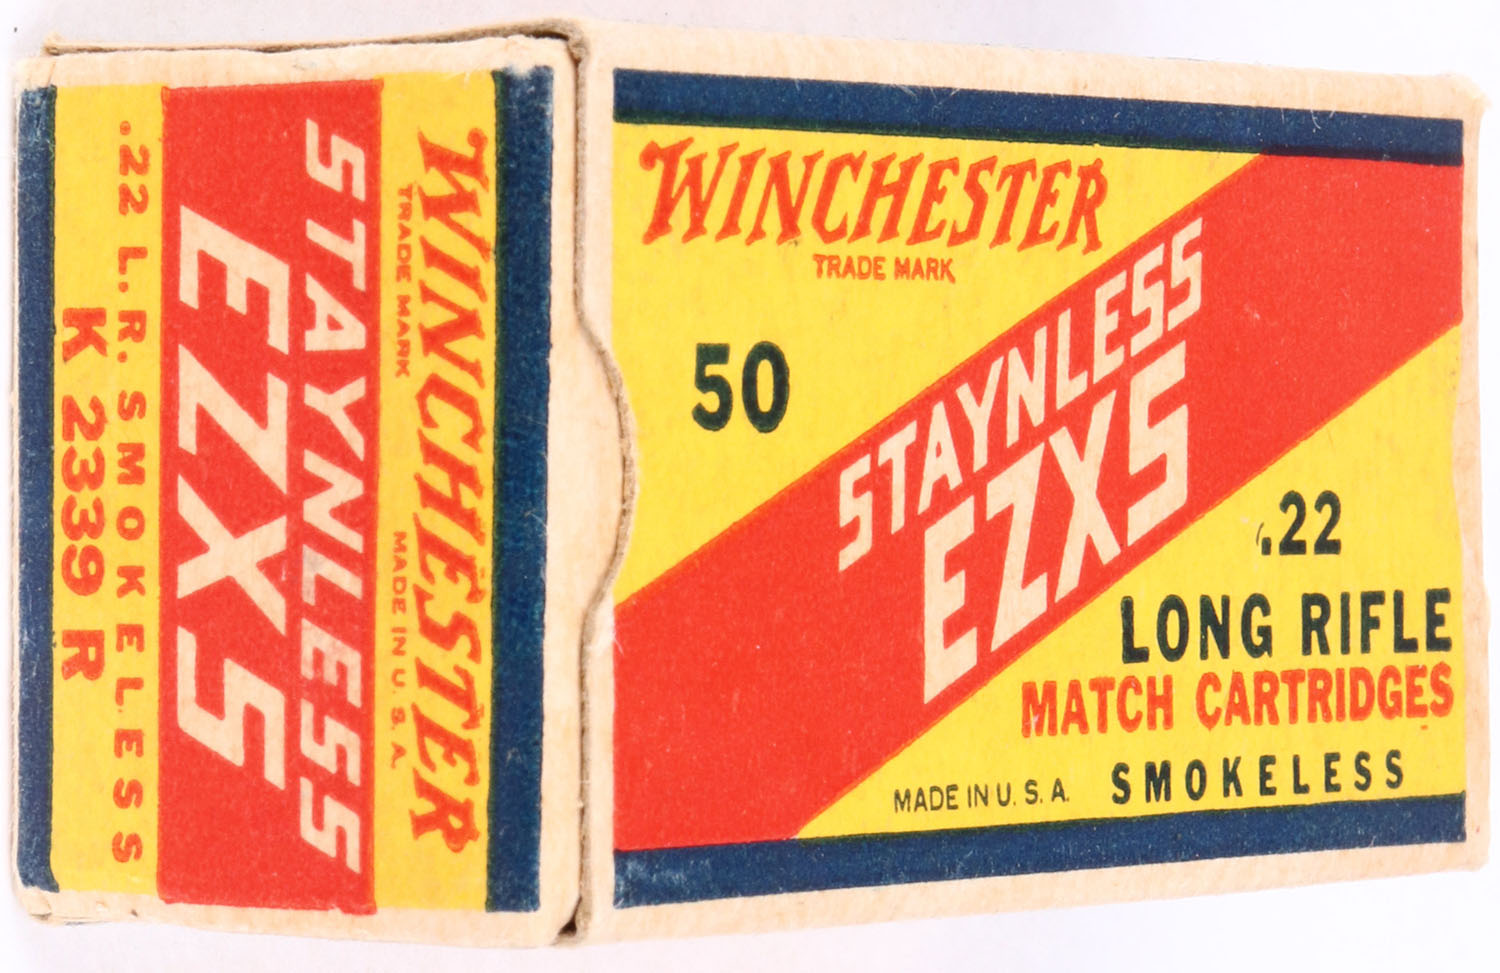 WINCHESTER
TRADE MARK
50
STAYNLESS
EZXS
.22
LONG RIFLE
MATCH CARTRIDGES
MADE IN U. S. A.
SMOKELESS
WINCHESTER
TRADE MARK
MADE IN U. S. A.
STAYNLESS
EZXS
.22 L. R. SMOKELESS
K 2339 R